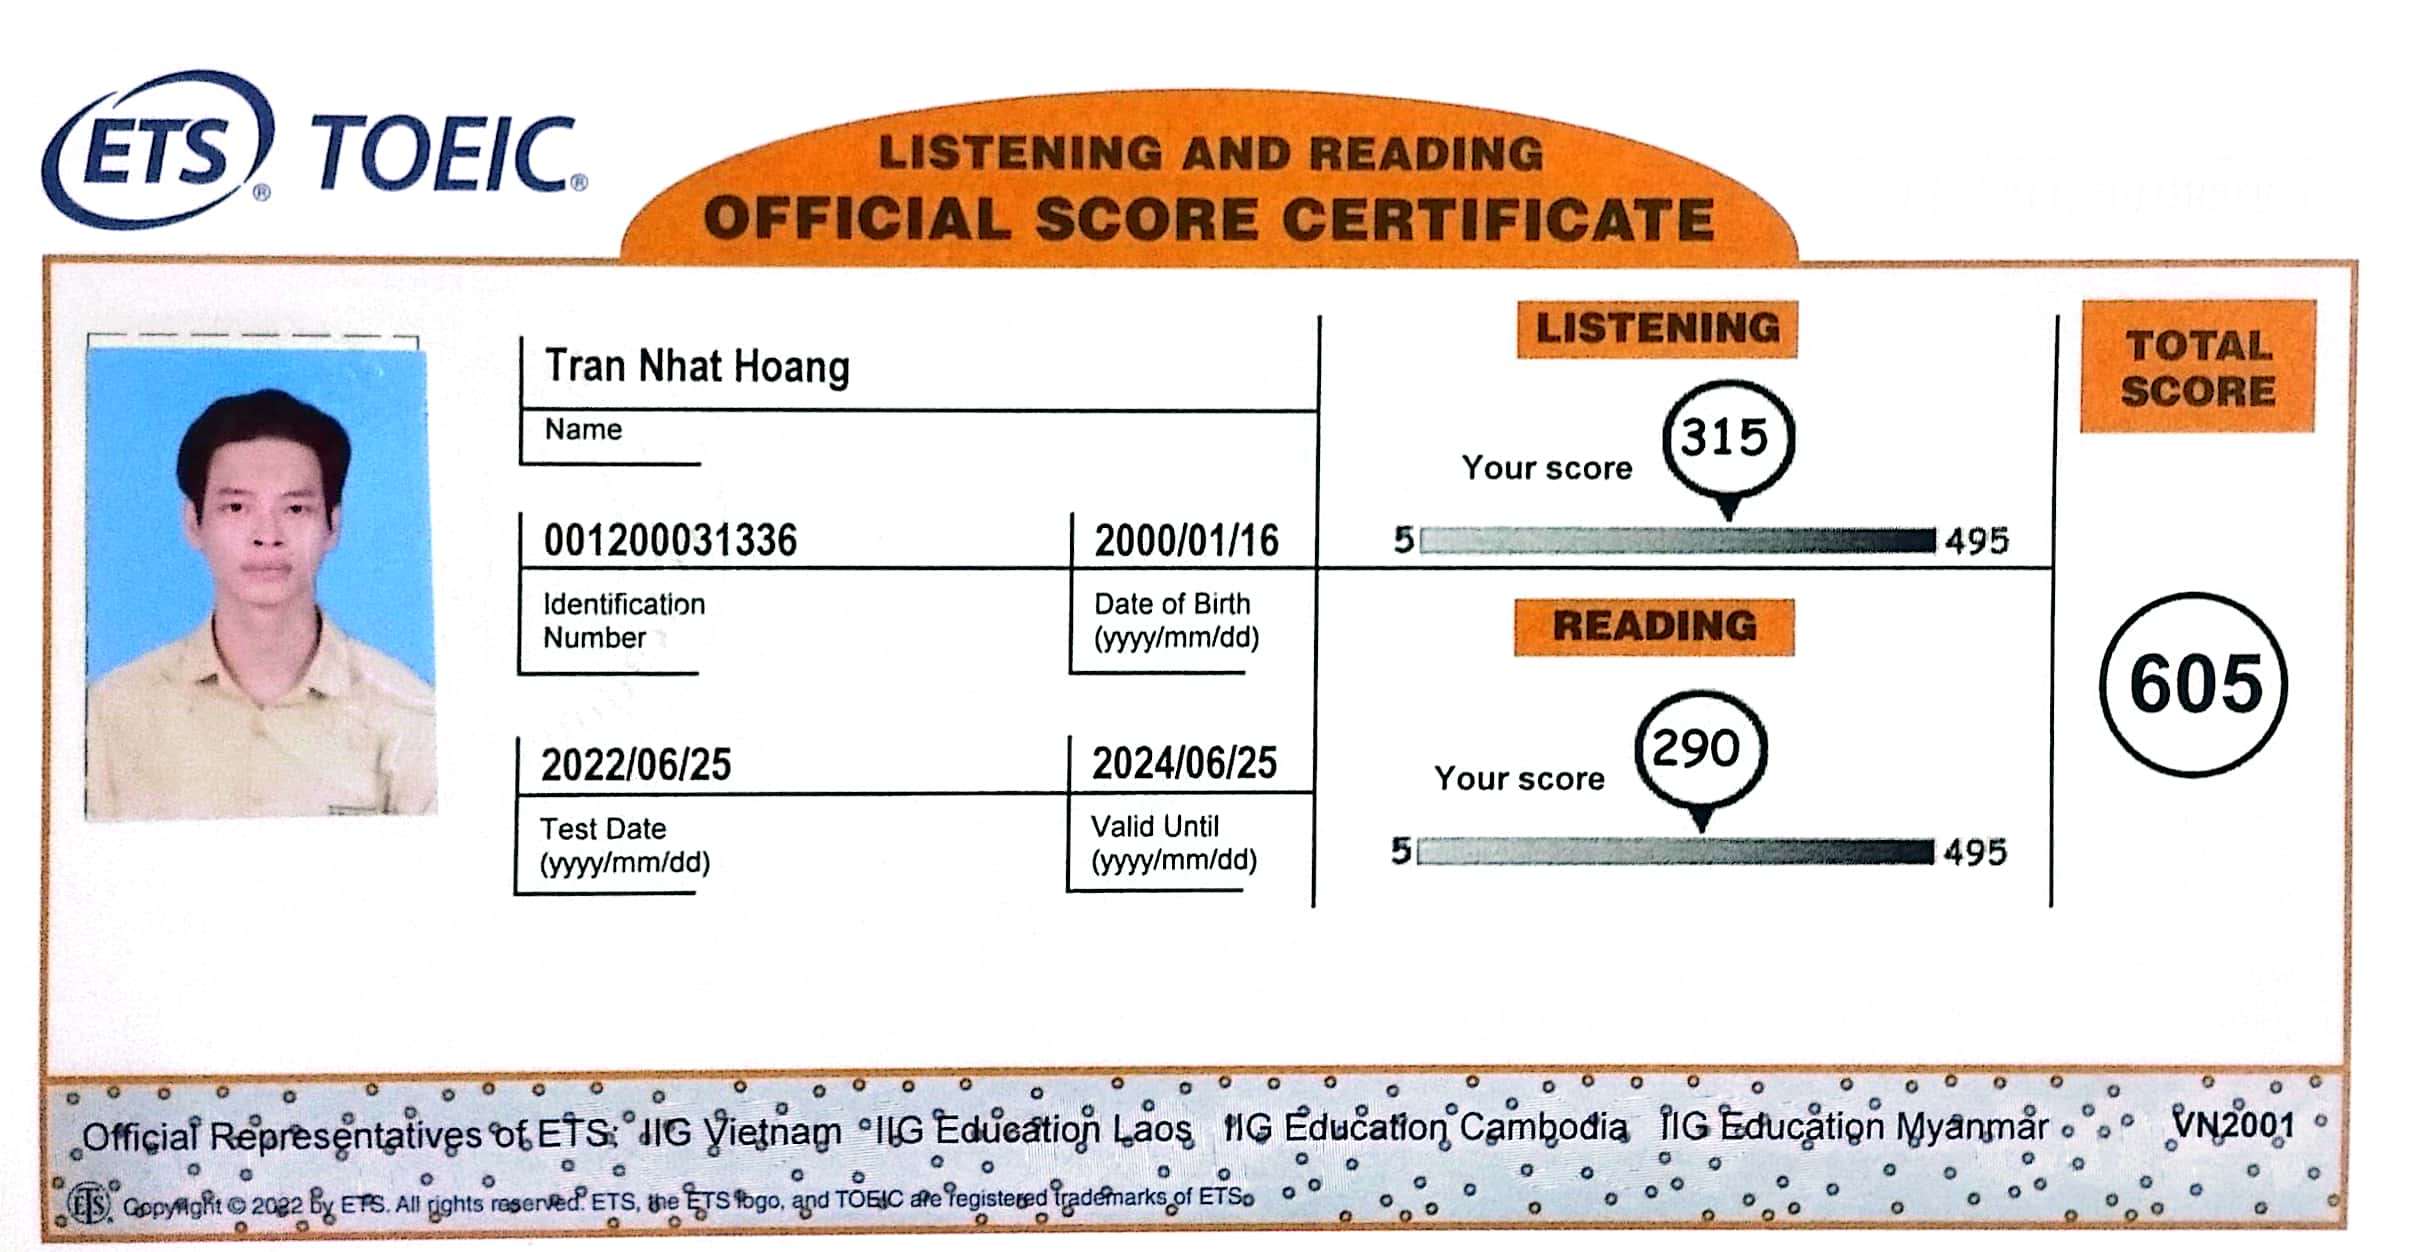 ETS® TOEIC®
LISTENING AND READING
OFFICIAL SCORE CERTIFICATE
Tran Nhat Hoang
Name
001200031336
Identification
Number
2000/01/16
Date of Birth
(yyyy/mm/dd)
2022/06/25
Test Date
(yyyy/mm/dd)
2024/06/25
Valid Until
(yyyy/mm/dd)
LISTENING
Your score
315
5 495
READING
Your score
290
5 495
TOTAL
SCORE
605
Official Representatives of ETS: IIG Vietnam IIG Education Laos IIG Education Cambodia IIG Education Myanmar VN2001
ETS Copyright © 2022 by ETS. All rights reserved. ETS, the ETS logo, and TOEIC are registered trademarks of ETS.